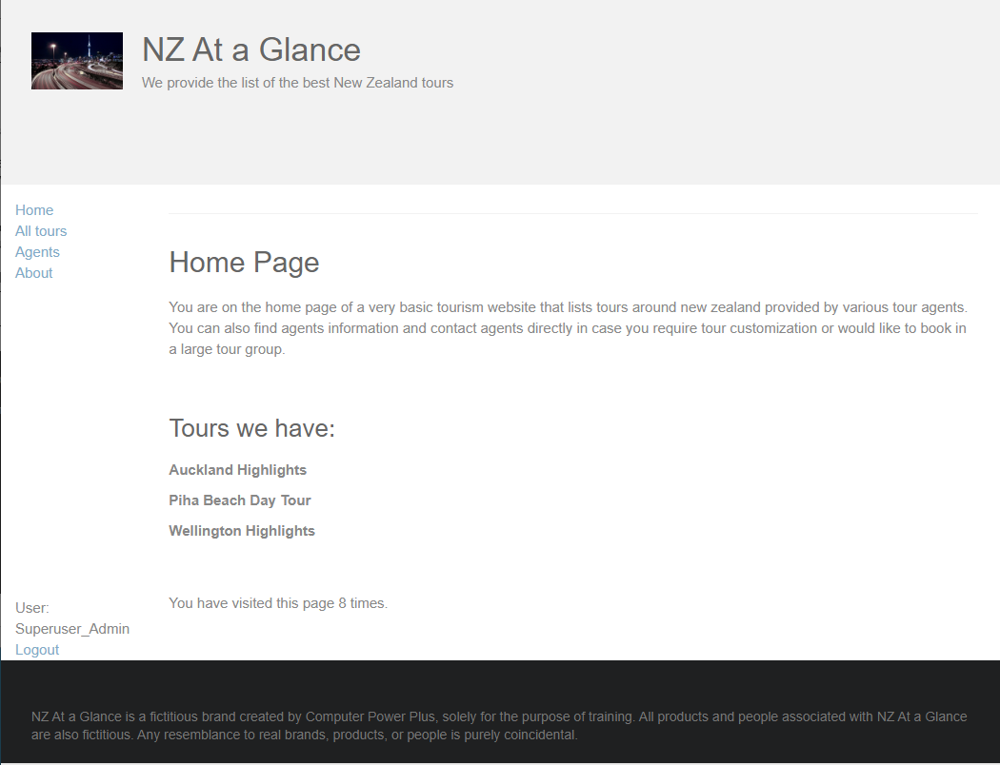 NZ At a Glance
We provide the list of the best New Zealand tours
Home
All tours
Agents
About
Home Page
You are on the home page of a very basic tourism website that lists tours around new zealand provided by various tour agents.
You can also find agents information and contact agents directly in case you require tour customization or would like to book in
a large tour group.
Tours we have:
Auckland Highlights
Piha Beach Day Tour
Wellington Highlights
You have visited this page 8 times.
User:
Superuser_Admin
Logout
NZ At a Glance is a fictitious brand created by Computer Power Plus, solely for the purpose of training. All products and people associated with NZ At a Glance
are also fictitious. Any resemblance to real brands, products, or people is purely coincidental.